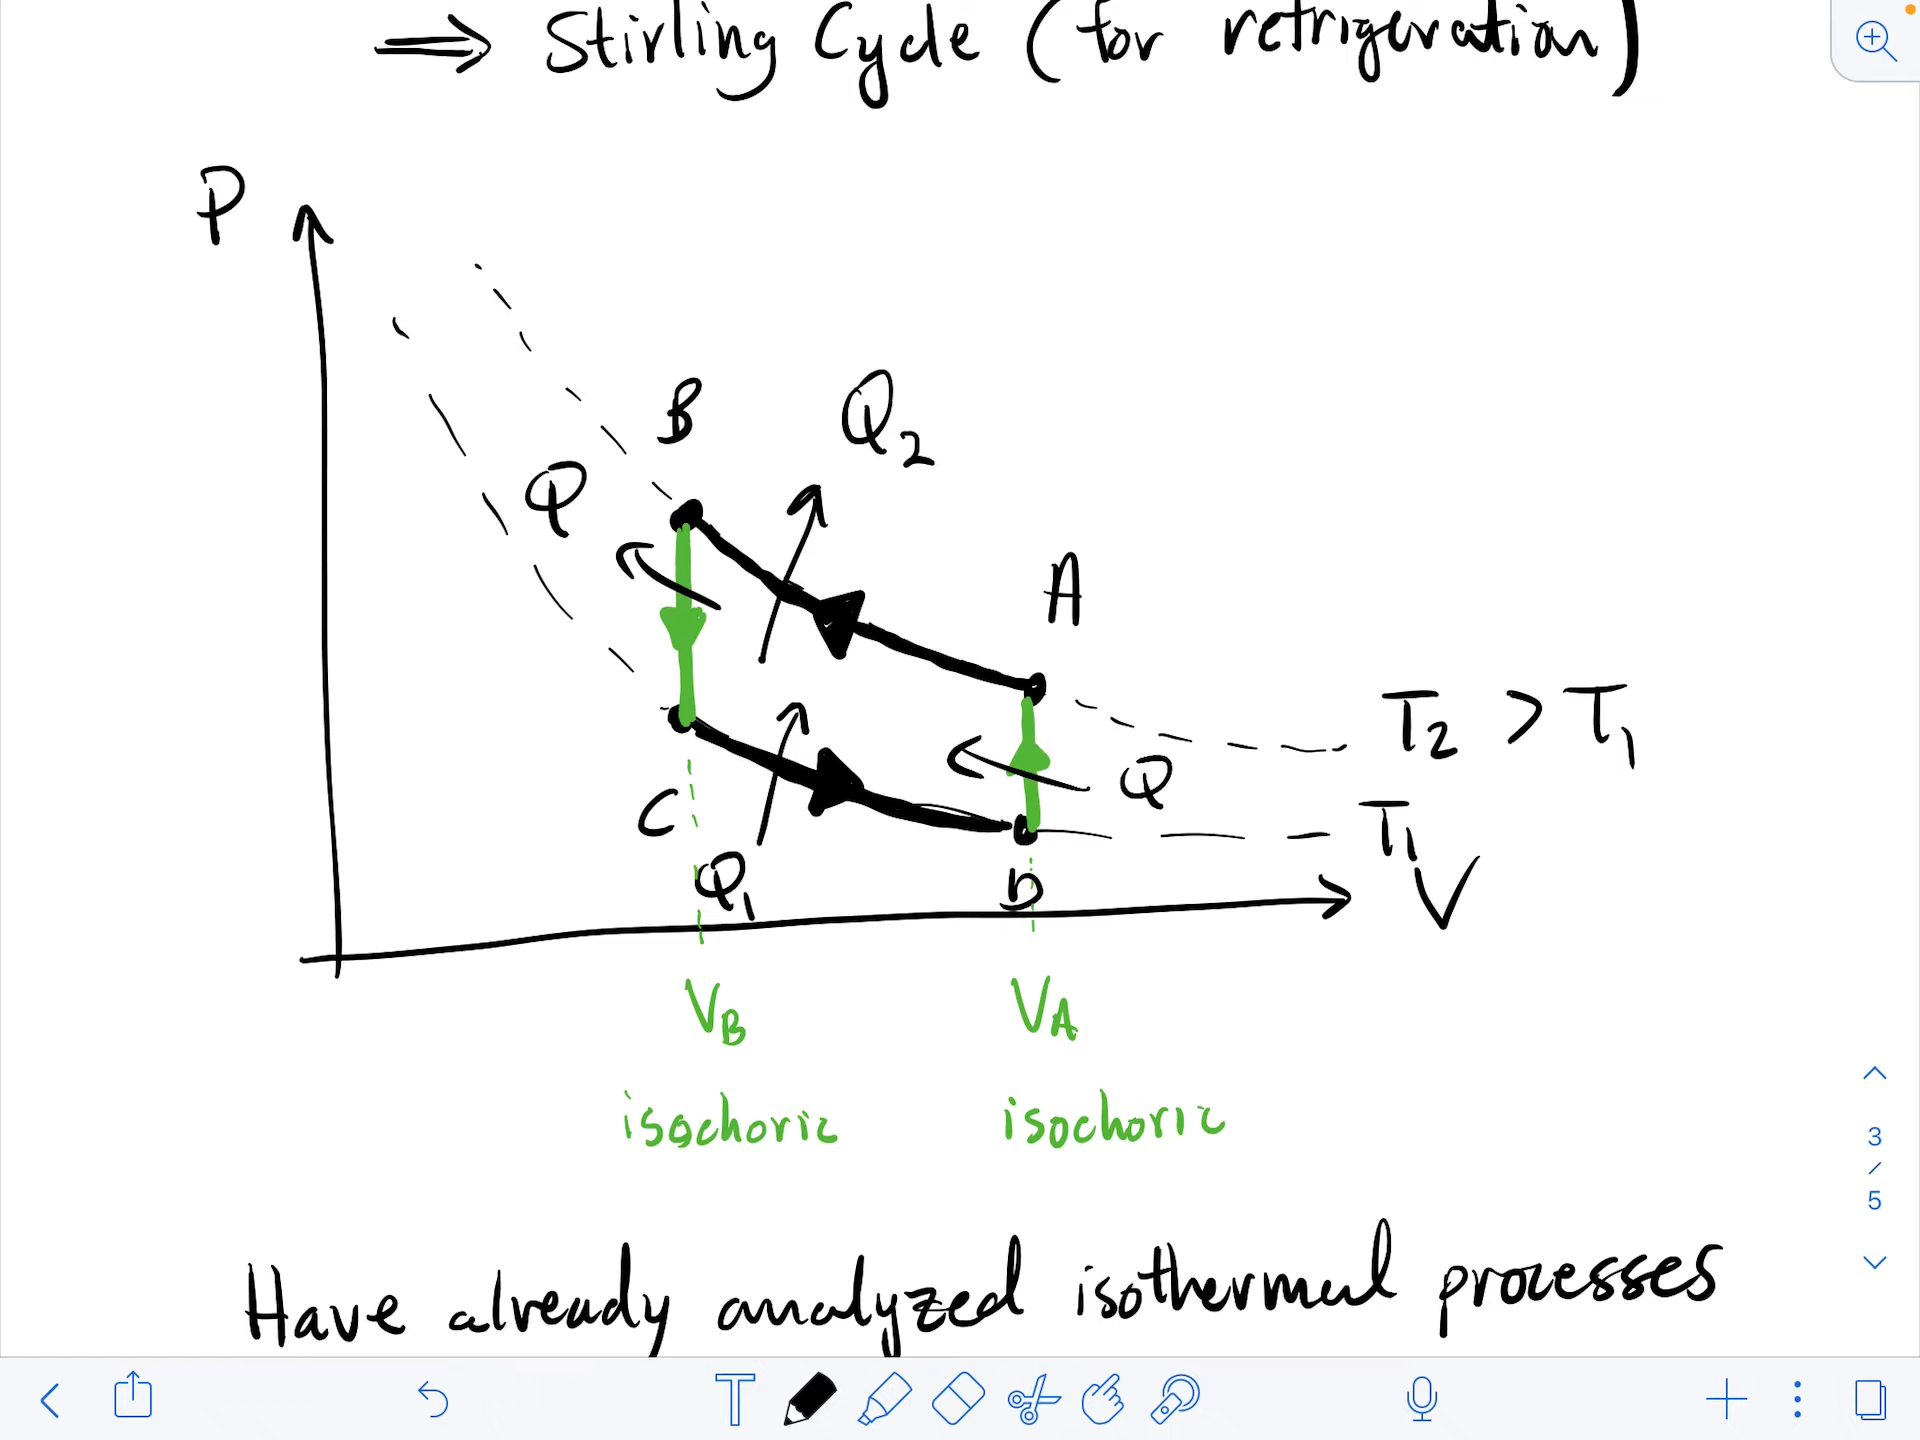 ⇒ Stirling Cycle (for refrigeration)
P
B
Q2
Q
A
T2 > T1
Q
C
T1
Q1
D
V
VB
VA
isochoric
isochoric
3
/
5
Have already analyzed isothermal processes
T